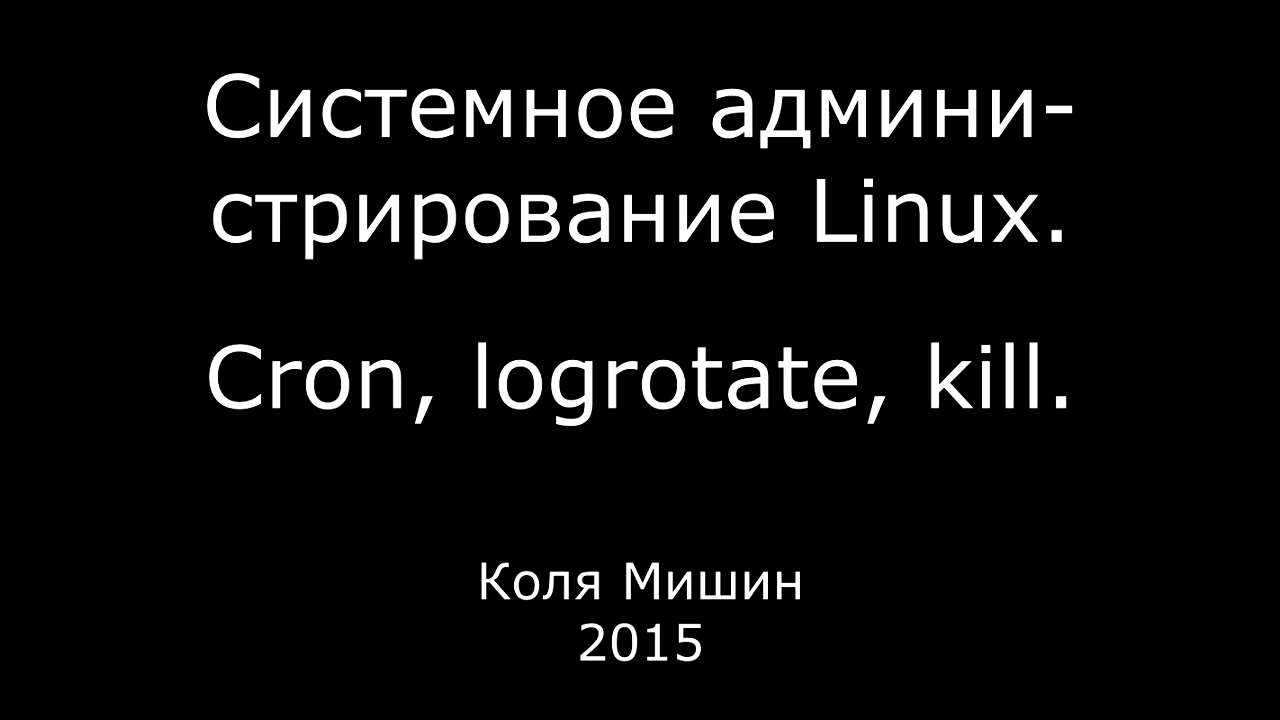 Системное админи-
стрирование Linux.
Cron, logrotate, kill.
Коля Мишин
2015